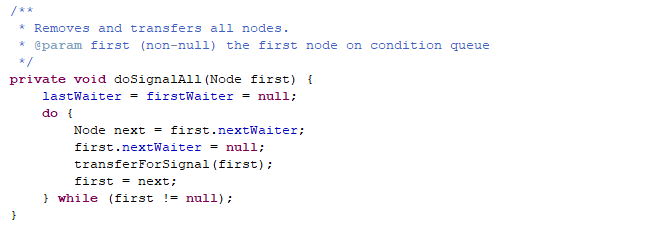 /**
 * Removes and transfers all nodes.
 * @param first (non-null) the first node on condition queue
 */
private void doSignalAll(Node first) {
    lastWaiter = firstWaiter = null;
    do {
        Node next = first.nextWaiter;
        first.nextWaiter = null;
        transferForSignal(first);
        first = next;
    } while (first != null);
}